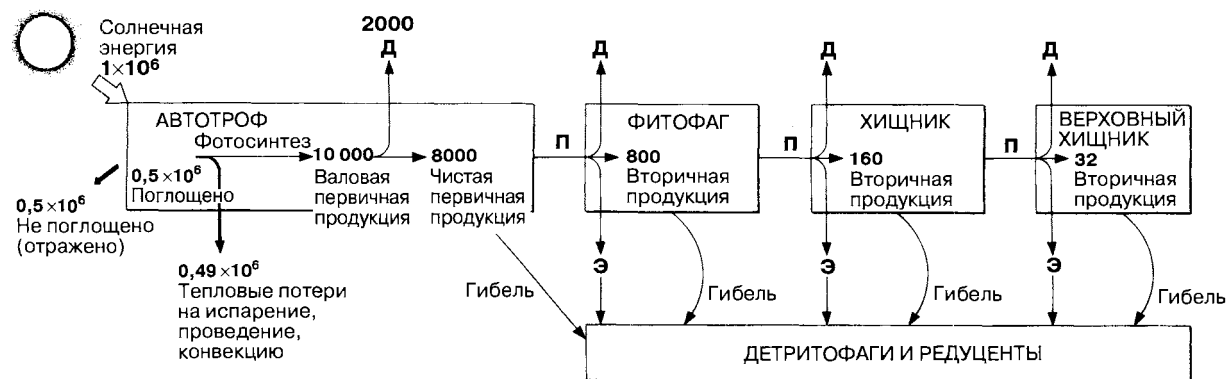 Солнечная
энергия
1×10⁶
2000
Д
Д
Д
Д
АВТОТРОФ
Фотосинтез
0,5×10⁶
Поглощено
10 000
Валовая
первичная
продукция
8000
Чистая
первичная
продукция
П
ФИТОФАГ
800
Вторичная
продукция
П
ХИЩНИК
160
Вторичная
продукция
П
ВЕРХОВНЫЙ
ХИЩНИК
32
Вторичная
продукция
0,5×10⁶
Не поглощено
(отражено)
0,49×10⁶
Тепловые потери
на испарение,
проведение,
конвекцию
Гибель
Э
Гибель
Э
Гибель
Э
Гибель
ДЕТРИТОФАГИ И РЕДУЦЕНТЫ